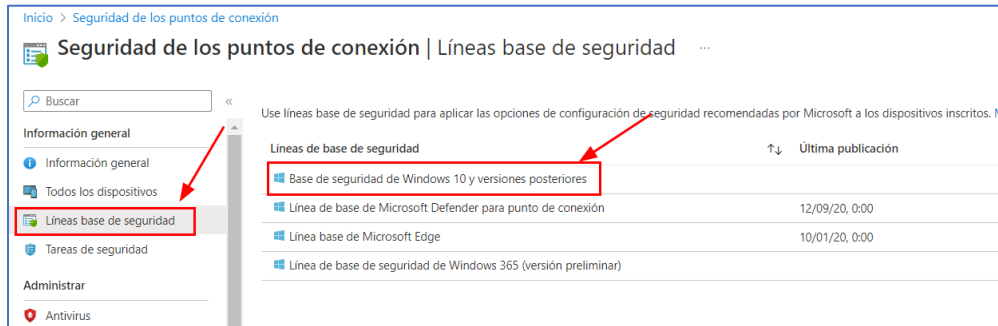 Inicio > Seguridad de los puntos de conexión
Seguridad de los puntos de conexión | Líneas base de seguridad ...
Buscar «
Información general
Información general
Todos los dispositivos
Líneas base de seguridad
Tareas de seguridad
Administrar
Antivirus
Use líneas base de seguridad para aplicar las opciones de configuración de seguridad recomendadas por Microsoft a los dispositivos inscritos.
Líneas de base de seguridad ↑↓ Última publicación
Base de seguridad de Windows 10 y versiones posteriores
Línea de base de Microsoft Defender para punto de conexión 12/09/20, 0:00
Línea base de Microsoft Edge 10/01/20, 0:00
Línea de base de seguridad de Windows 365 (versión preliminar)